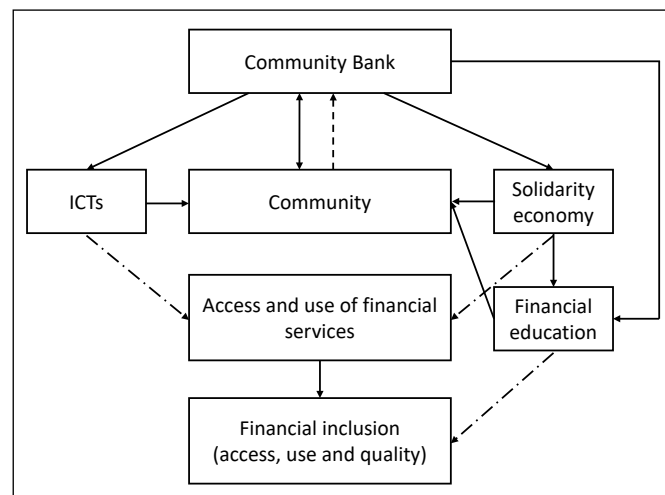 Community Bank
ICTs
Community
Solidarity
economy
Access and use of financial
services
Financial
education
Financial inclusion
(access, use and quality)